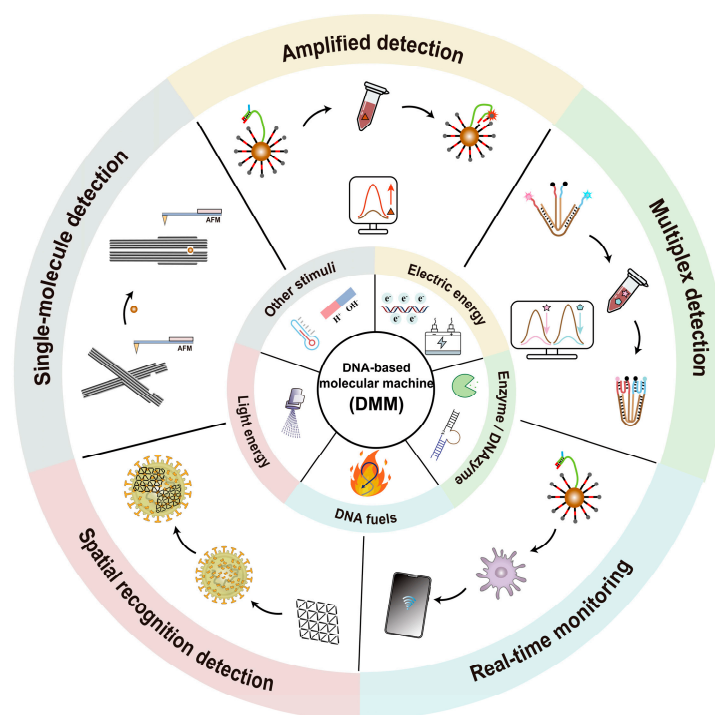 Amplified detection
Single-molecule detection
Multiplex detection
AFM
AFM
Other stimuli
Electric energy
H⁺
OH⁻
e⁻ e⁻ e⁻
e⁻ e⁻
DNA-based
molecular machine
(DMM)
Light energy
Enzyme / DNAzyme
DNA fuels
Spatial recognition detection
Real-time monitoring